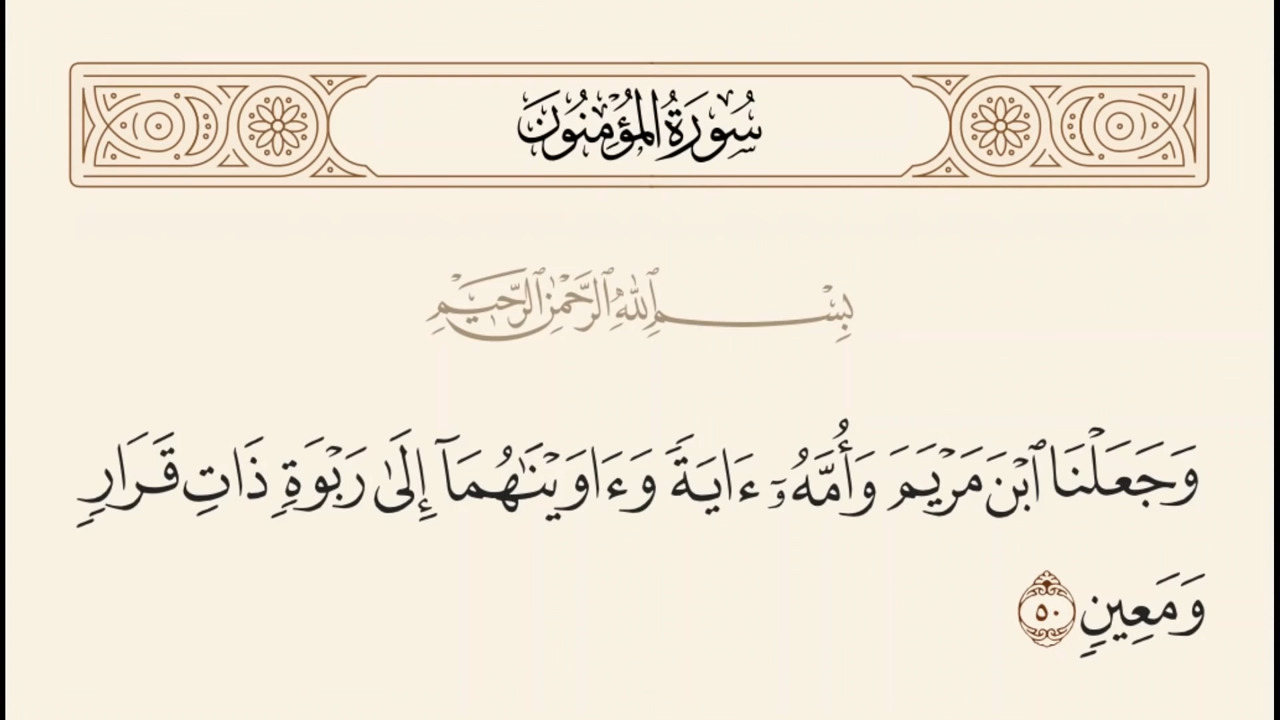 سُورَةُ المُؤۡمِنُونَ
بِسۡمِ ٱللَّهِ ٱلرَّحۡمَٰنِ ٱلرَّحِيمِ
وَجَعَلۡنَا ٱبۡنَ مَرۡيَمَ وَأُمَّهُۥٓ ءَايَةٗ وَءَاوَيۡنَٰهُمَآ إِلَىٰ رَبۡوَةٖ ذَاتِ قَرَارٖ
وَمَعِينٖ ٥٠